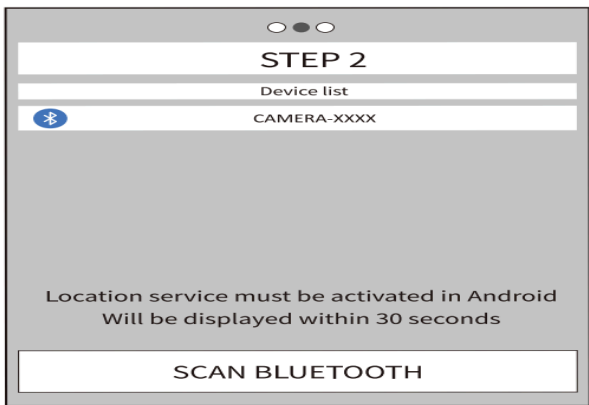 STEP 2
Device list
CAMERA-XXXX
Location service must be activated in Android
Will be displayed within 30 seconds
SCAN BLUETOOTH